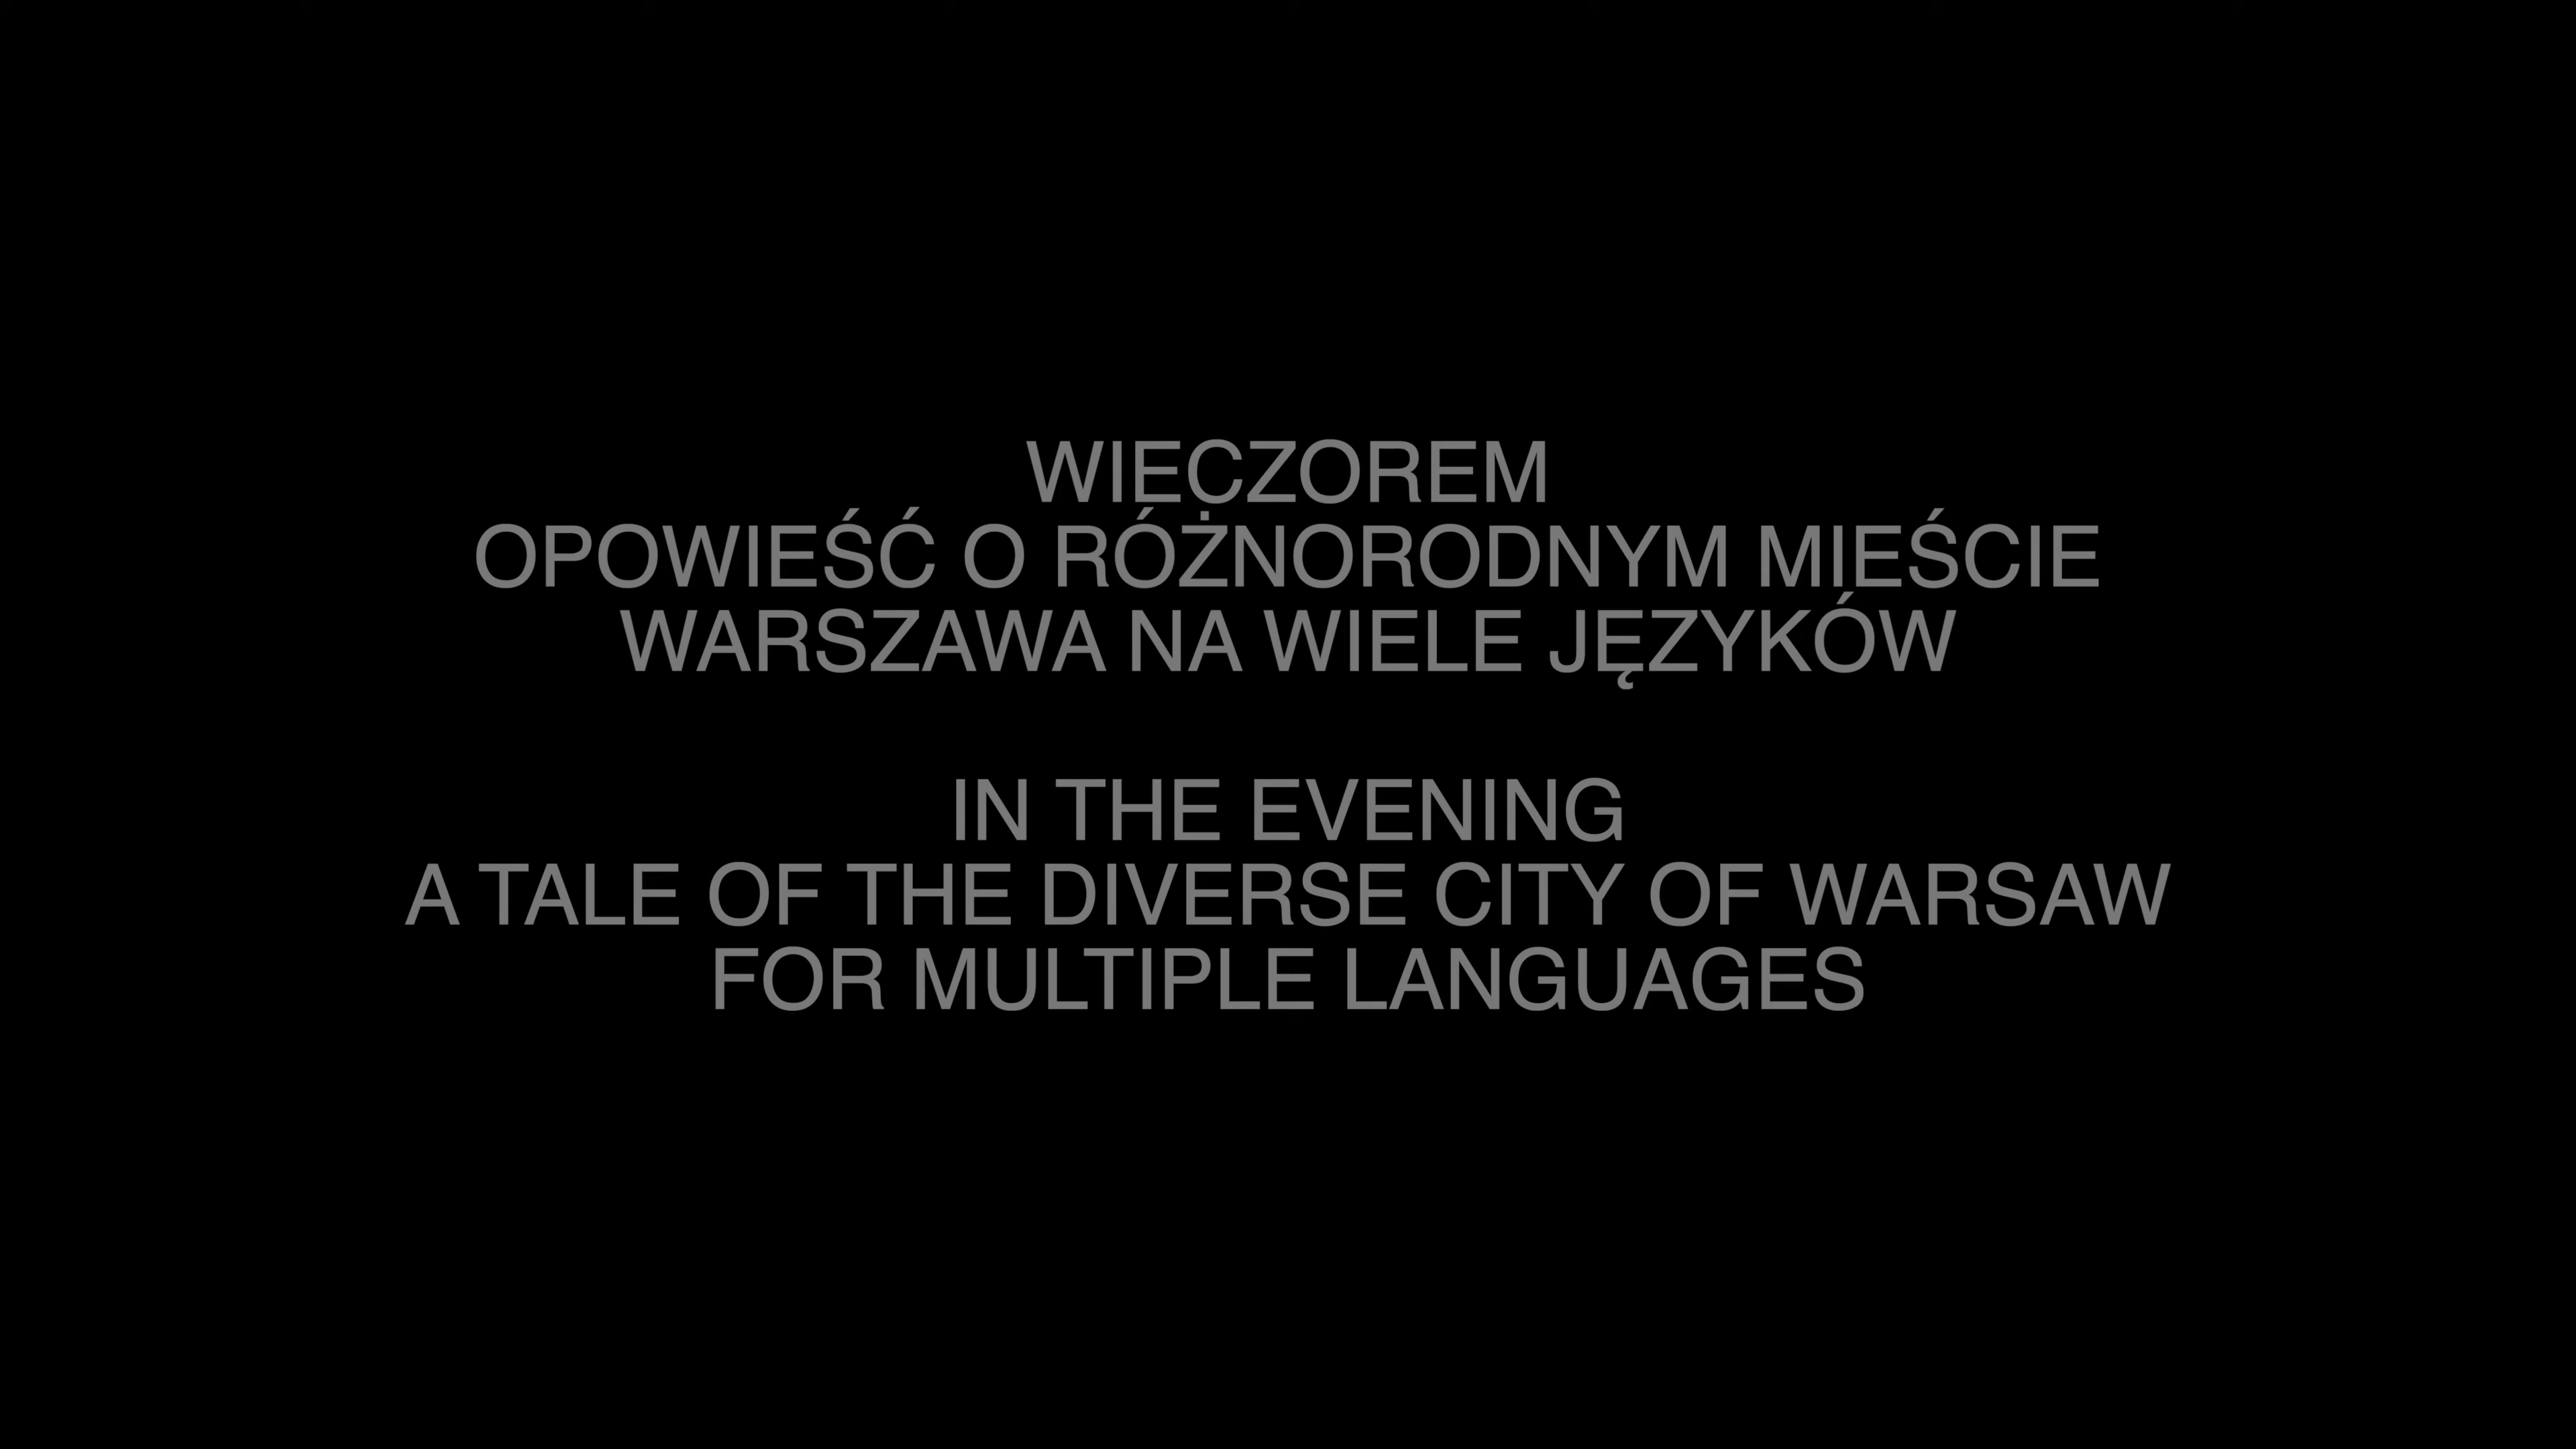 WIECZOREM
OPOWIEŚĆ O RÓŻNORODNYM MIEŚCIE
WARSZAWA NA WIELE JĘZYKÓW
IN THE EVENING
A TALE OF THE DIVERSE CITY OF WARSAW
FOR MULTIPLE LANGUAGES